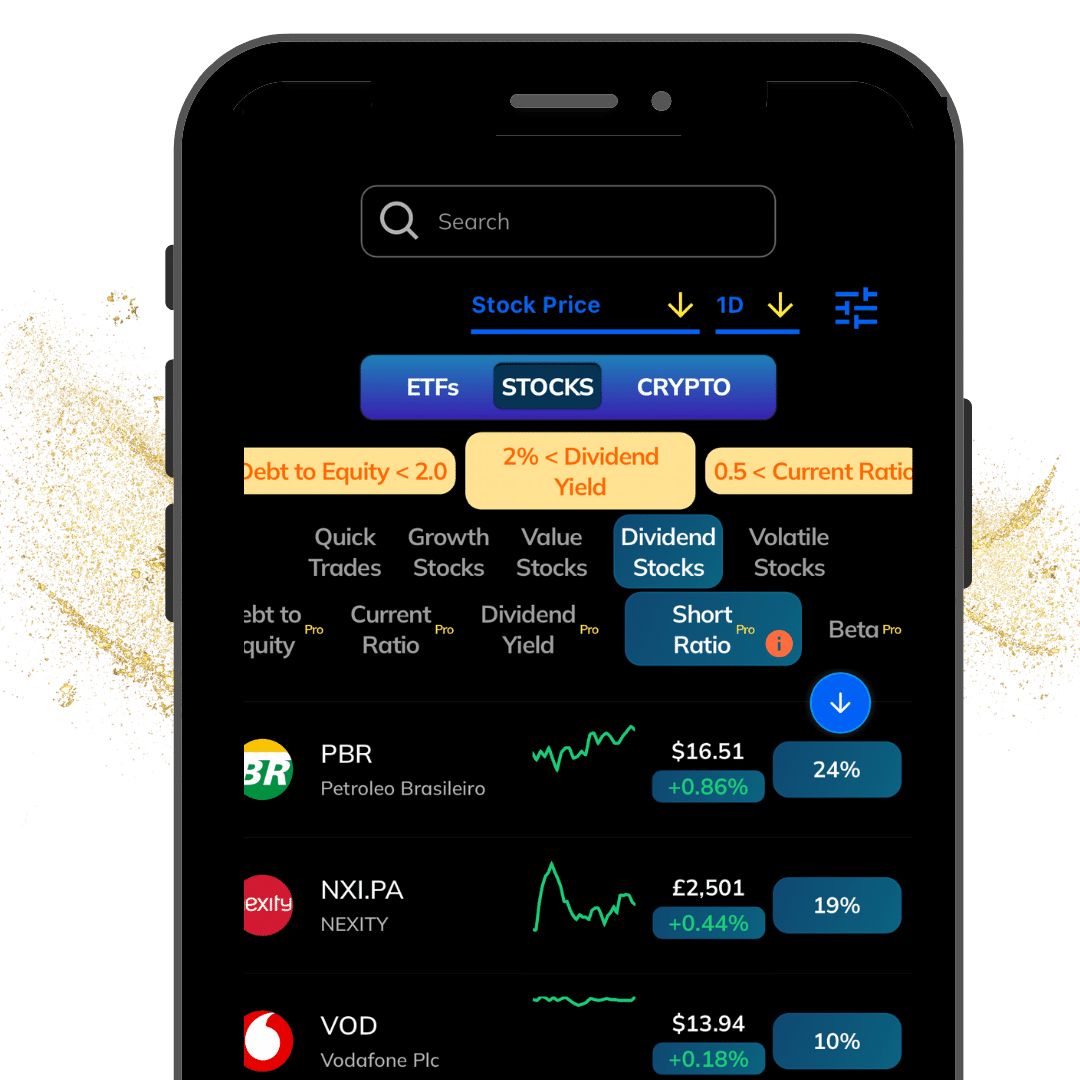 Search
Stock Price 1D
ETFs STOCKS CRYPTO
Debt to Equity < 2.0
2% < Dividend
Yield
0.5 < Current Ratio
Quick
Trades
Growth
Stocks
Value
Stocks
Dividend
Stocks
Volatile
Stocks
ebt to
quity
Pro
Current
Ratio
Pro
Dividend
Yield
Pro
Short
Ratio
Pro
i
Beta Pro
BR
PBR
Petroleo Brasileiro
$16.51
+0.86%
24%
exity
NXI.PA
NEXITY
£2,501
+0.44%
19%
VOD
Vodafone Plc
$13.94
+0.18%
10%